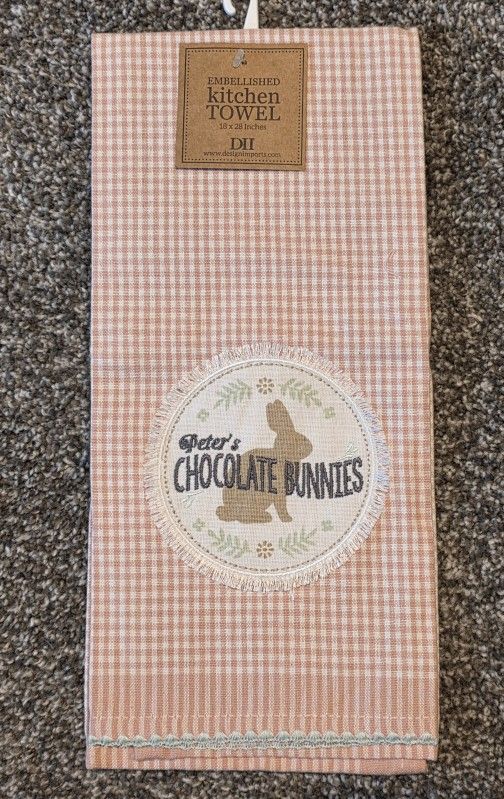 EMBELLISHED
kitchen
TOWEL
18 x 28 Inches
DII
www.designimports.com
Peter's
CHOCOLATE BUNNIES